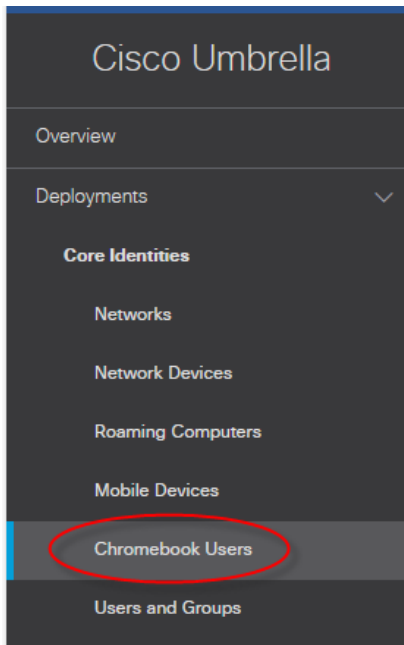 Cisco Umbrella
Overview
Deployments
Core Identities
Networks
Network Devices
Roaming Computers
Mobile Devices
Chromebook Users
Users and Groups